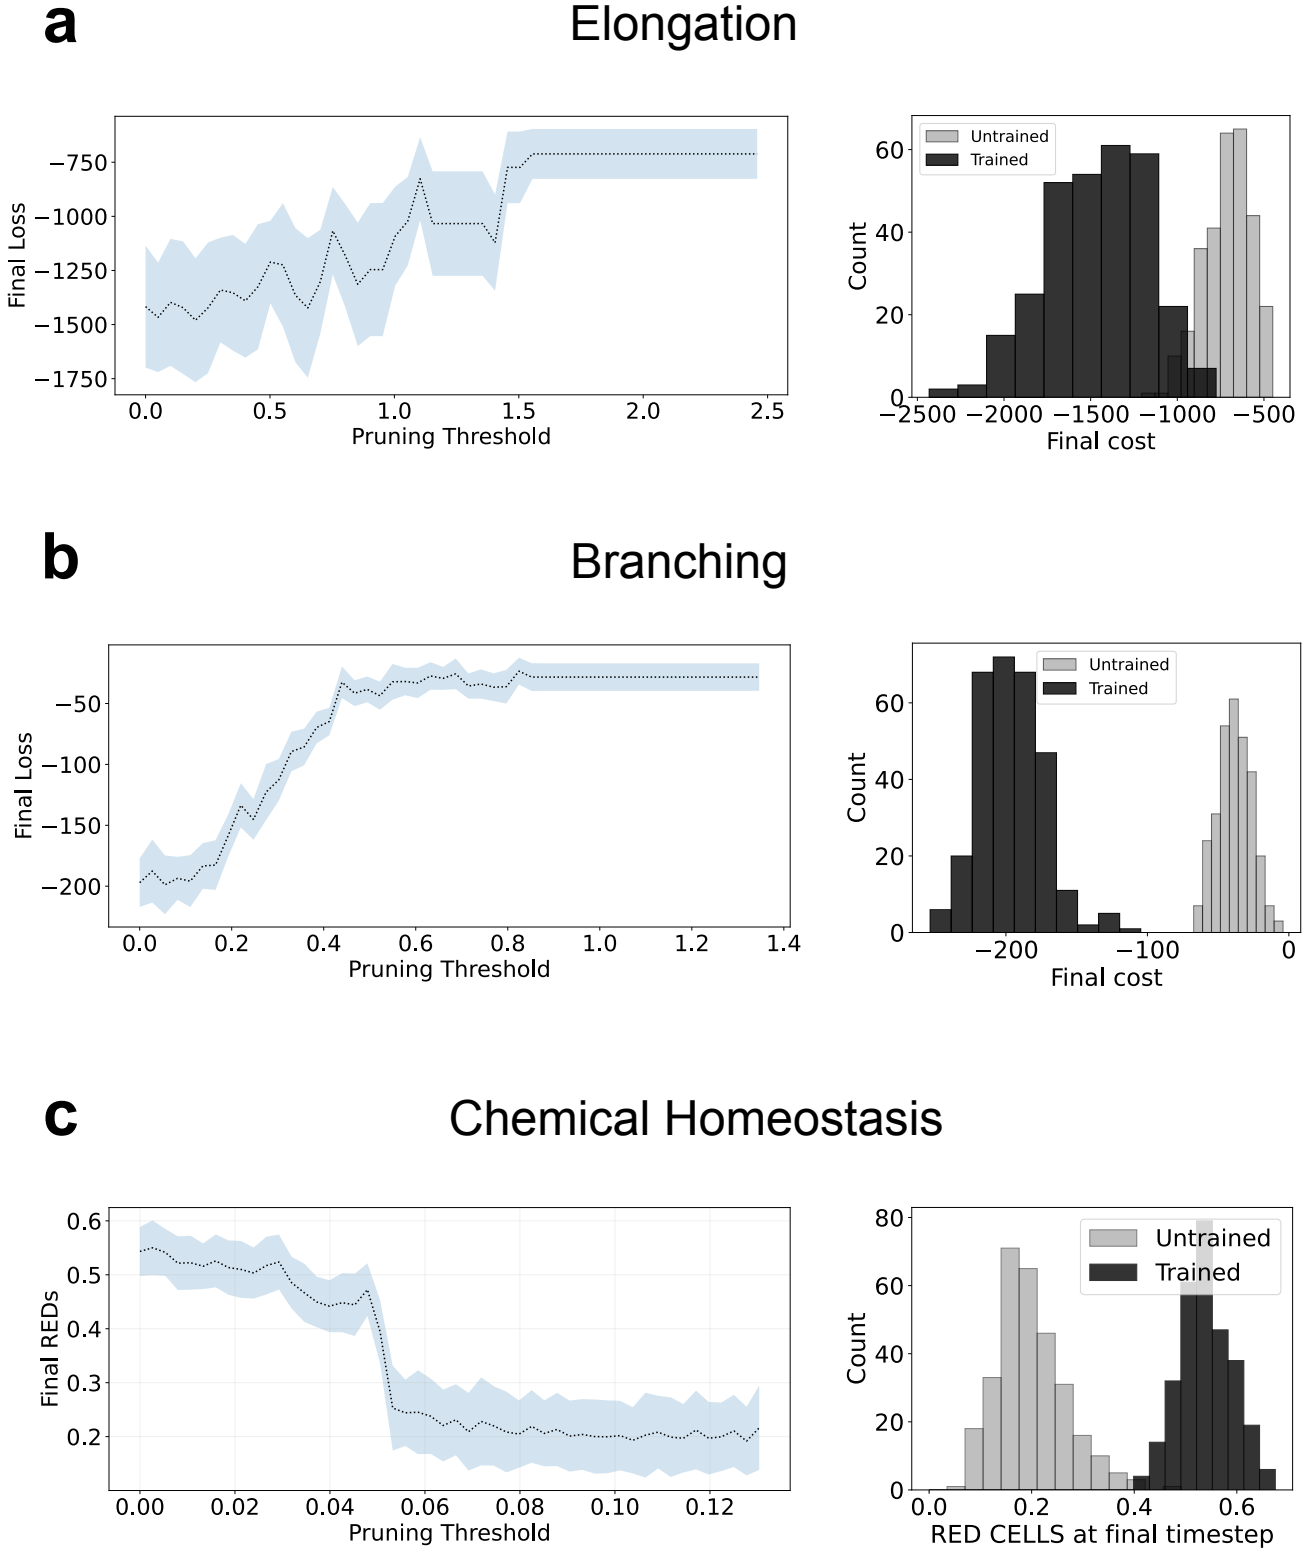 a
Elongation
Final Loss
−750
−1000
−1250
−1500
−1750
0.0 0.5 1.0 1.5 2.0 2.5
Pruning Threshold
Untrained
Trained
Count
60
40
20
0
−2500 −2000 −1500 −1000 −500
Final cost
b
Branching
Final Loss
−50
−100
−150
−200
0.0 0.2 0.4 0.6 0.8 1.0 1.2 1.4
Pruning Threshold
Untrained
Trained
Count
60
40
20
0
−200 −100 0
Final cost
c
Chemical Homeostasis
Final REDs
0.6
0.5
0.4
0.3
0.2
0.00 0.02 0.04 0.06 0.08 0.10 0.12
Pruning Threshold
Untrained
Trained
Count
80
60
40
20
0
0.0 0.2 0.4 0.6
RED CELLS at final timestep